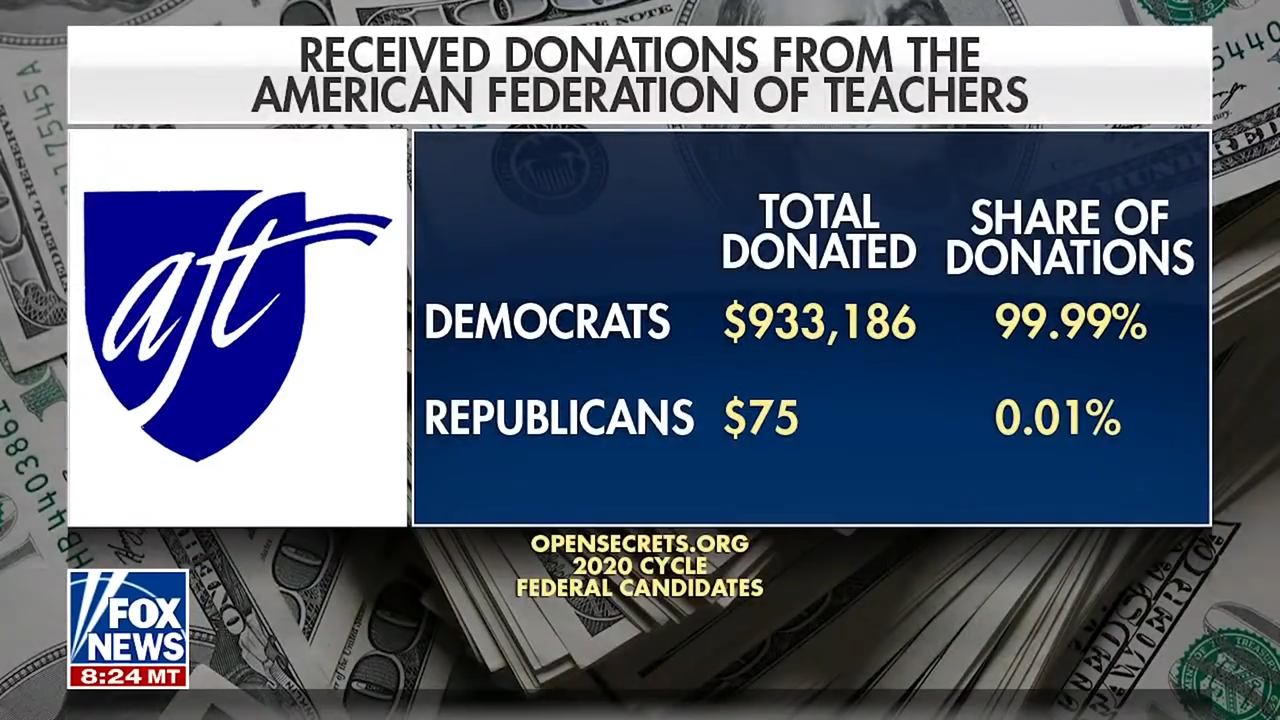 RECEIVED DONATIONS FROM THE
AMERICAN FEDERATION OF TEACHERS
aft
TOTAL DONATED
SHARE OF DONATIONS
DEMOCRATS $933,186 99.99%
REPUBLICANS $75 0.01%
OPENSECRETS.ORG
2020 CYCLE
FEDERAL CANDIDATES
FOX
NEWS
8:24 MT